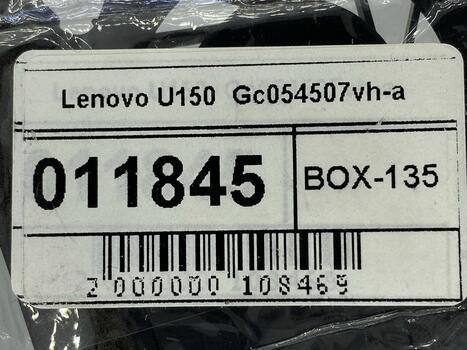 Lenovo U150 Gc054507vh-a
011845
BOX-135
2 000000 108469